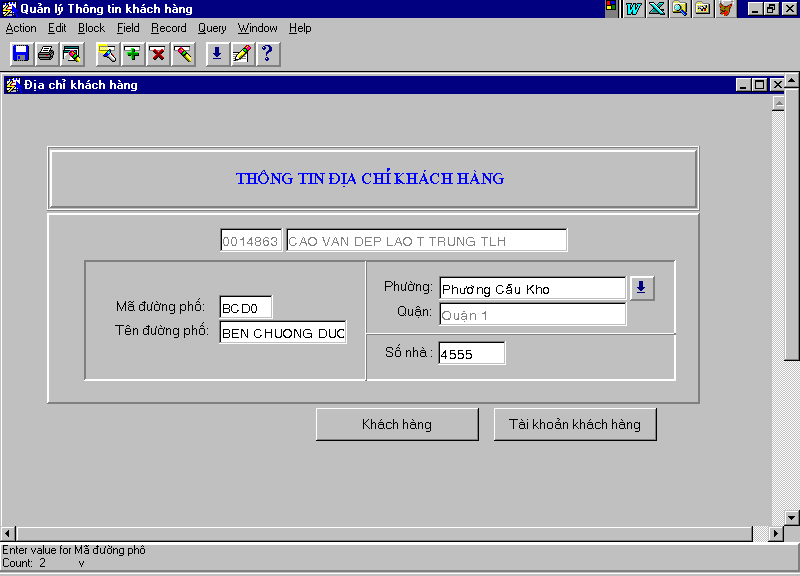 Quản lý Thông tin khách hàng
Action Edit Block Field Record Query Window Help
Địa chỉ khách hàng
THÔNG TIN ĐỊA CHỈ KHÁCH HÀNG
0014863 CAO VAN DEP LAO T TRUNG TLH
Phường: Phường Cầu Kho
Quận: Quận 1
Mã đường phố: BCD0
Tên đường phố: BEN CHUONG DUC
Số nhà : 4555
Khách hàng Tài khoản khách hàng
Enter value for Mã đường phố
Count: 2 v